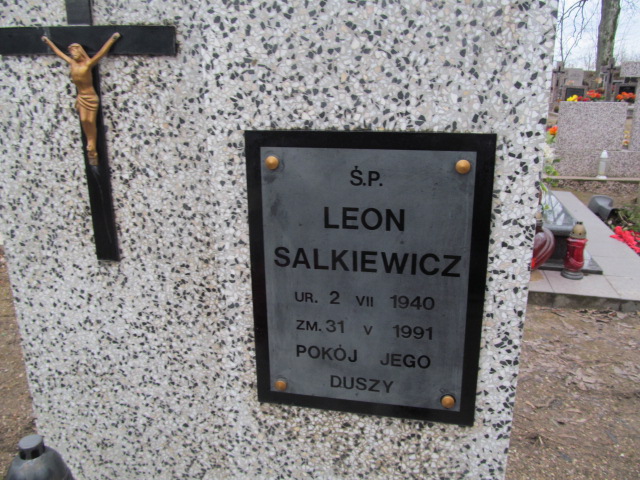 Ś.P.
LEON
SALKIEWICZ
UR. 2 VII 1940
ZM. 31 V 1991
POKÓJ JEGO
DUSZY